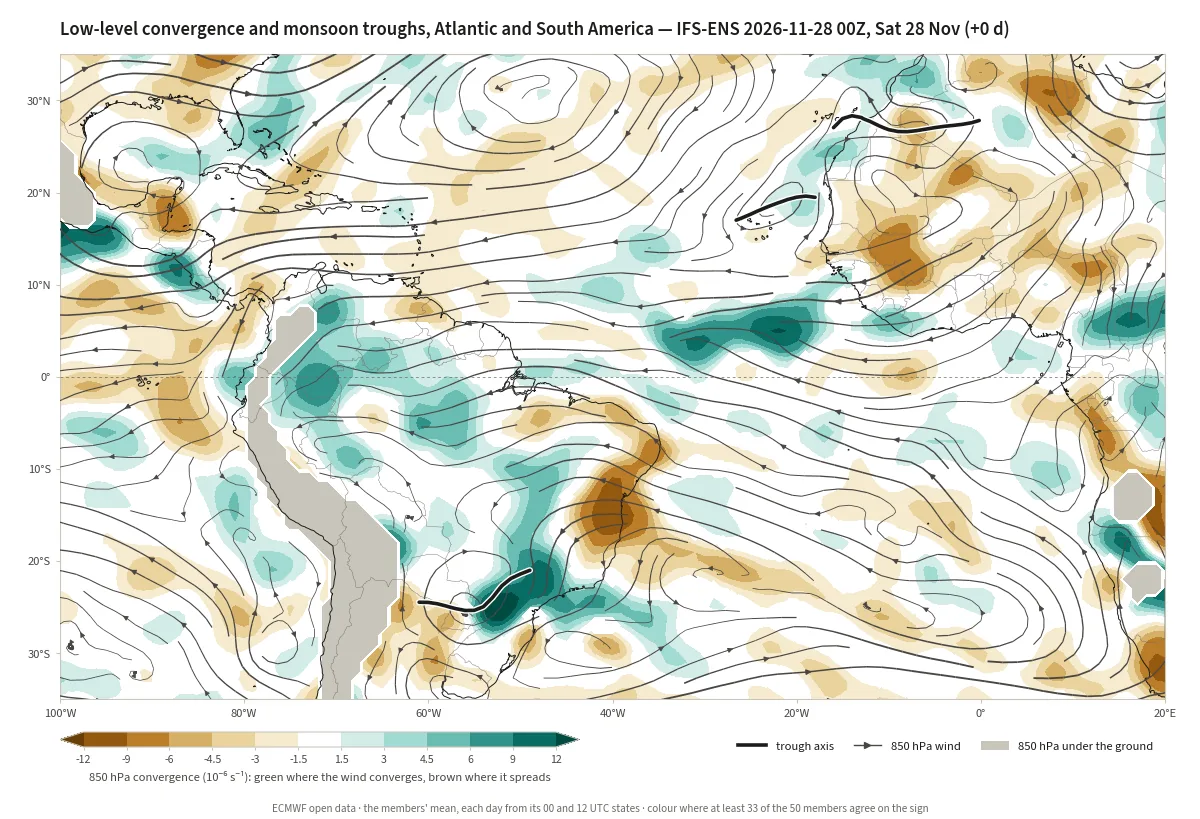 Low-level convergence and monsoon troughs, Atlantic and South America — IFS-ENS 2026-11-28 00Z, Sat 28 Nov (+0 d)
30°N
20°N
10°N
0°
10°S
20°S
30°S
100°W 80°W 60°W 40°W 20°W 0° 20°E
-12 -9 -6 -4.5 -3 -1.5 1.5 3 4.5 6 9 12
850 hPa convergence (10⁻⁶ s⁻¹): green where the wind converges, brown where it spreads
trough axis 850 hPa wind 850 hPa under the ground
ECMWF open data · the members' mean, each day from its 00 and 12 UTC states · colour where at least 33 of the 50 members agree on the sign